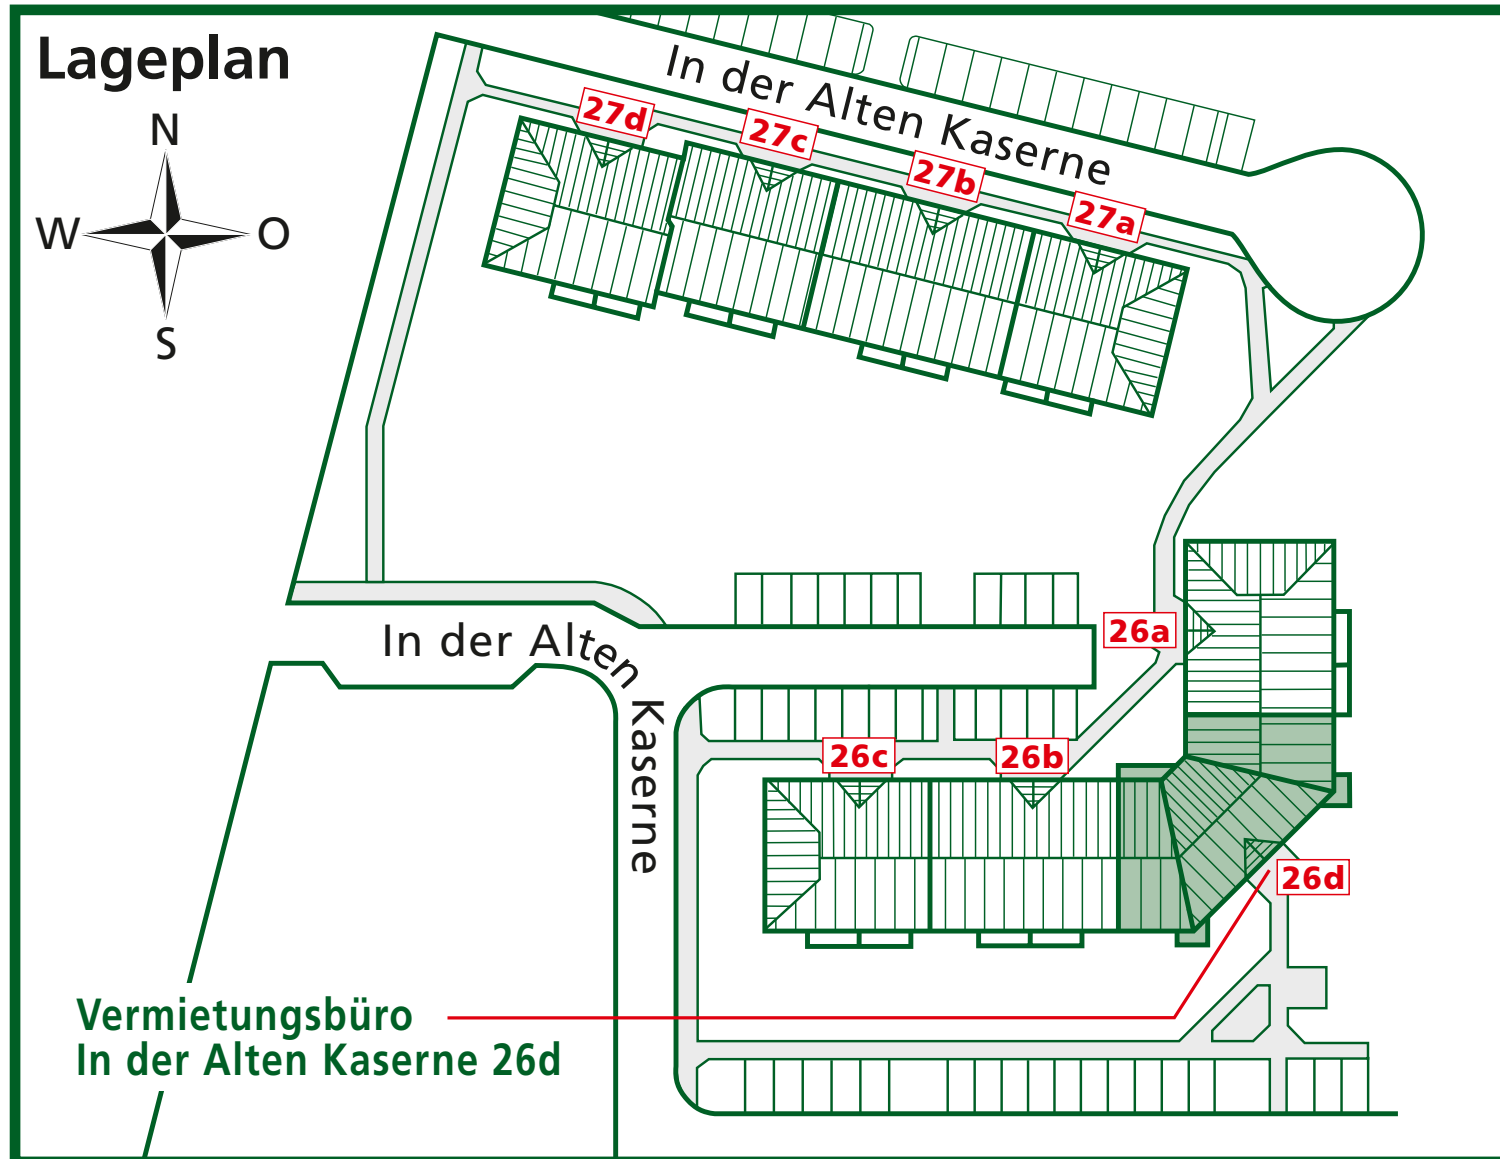 Lageplan
N
W
O
S
In der Alten Kaserne
27d
27c
27b
27a
In der Alten Kaserne
26a
26c
26b
26d
Vermietungsbüro
In der Alten Kaserne 26d